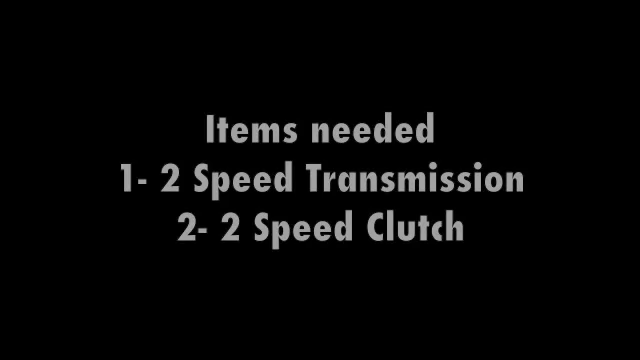 Items needed
1- 2 Speed Transmission
2- 2 Speed Clutch